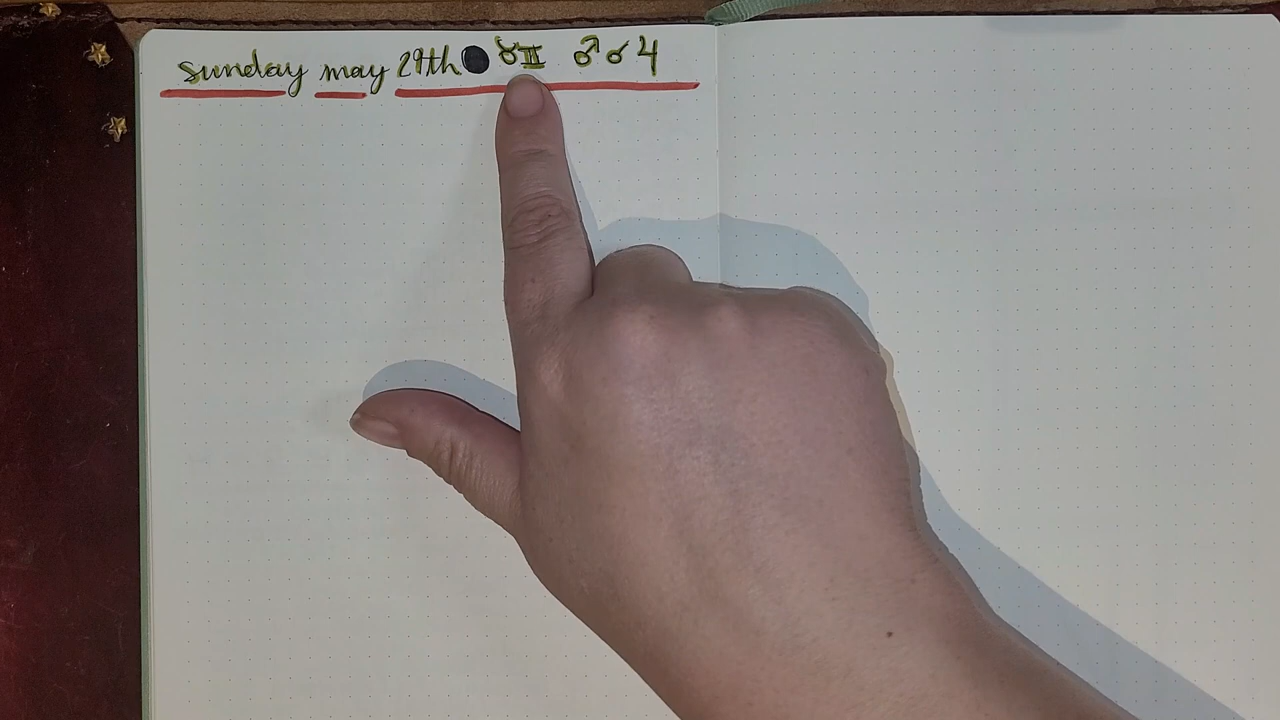 sunday may 29th ● ♉♊ ♂☌♃